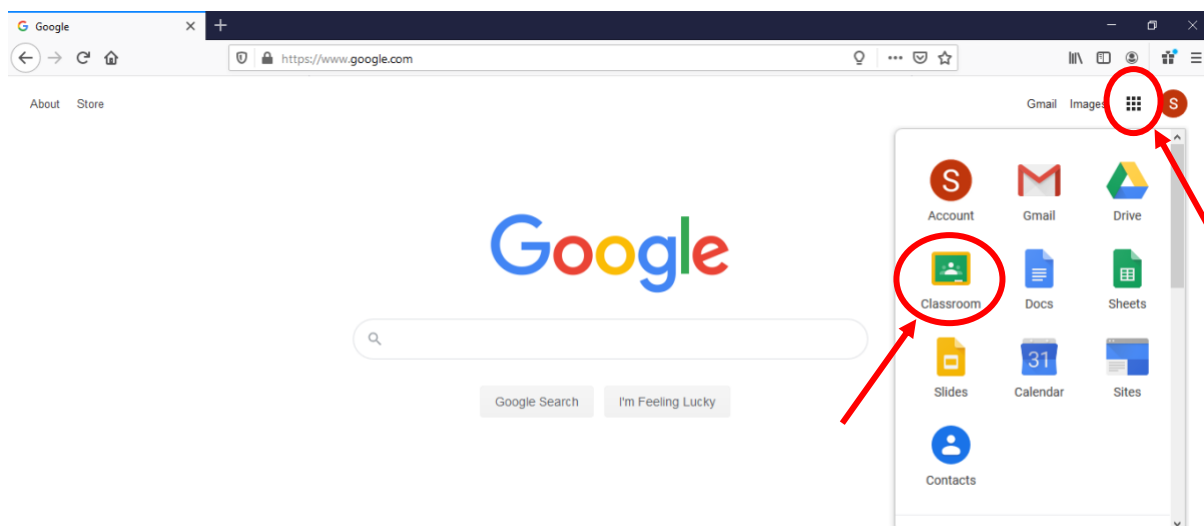 G Google
https://www.google.com
About Store
Gmail Images S
S
Account Gmail Drive
Google
Classroom Docs Sheets
31
Slides Calendar Sites
Google Search I'm Feeling Lucky
Contacts